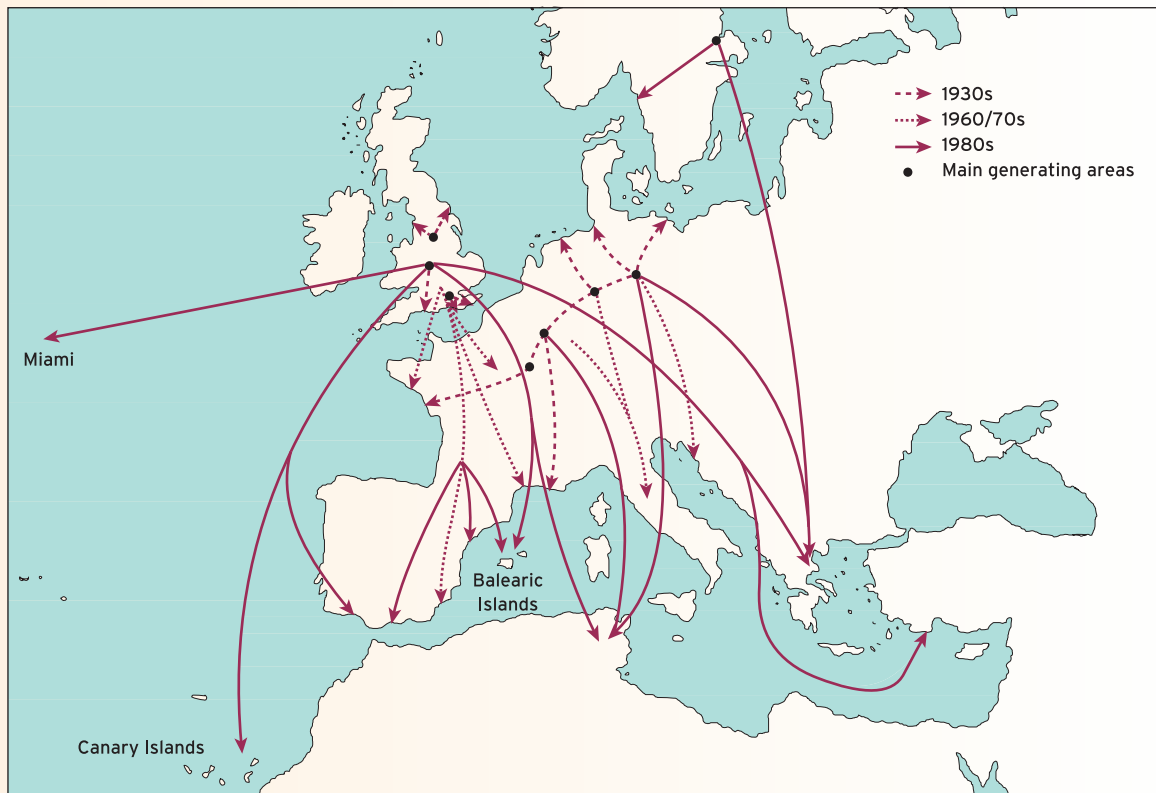 1930s
1960/70s
1980s
Main generating areas
Miami
Balearic
Islands
Canary Islands